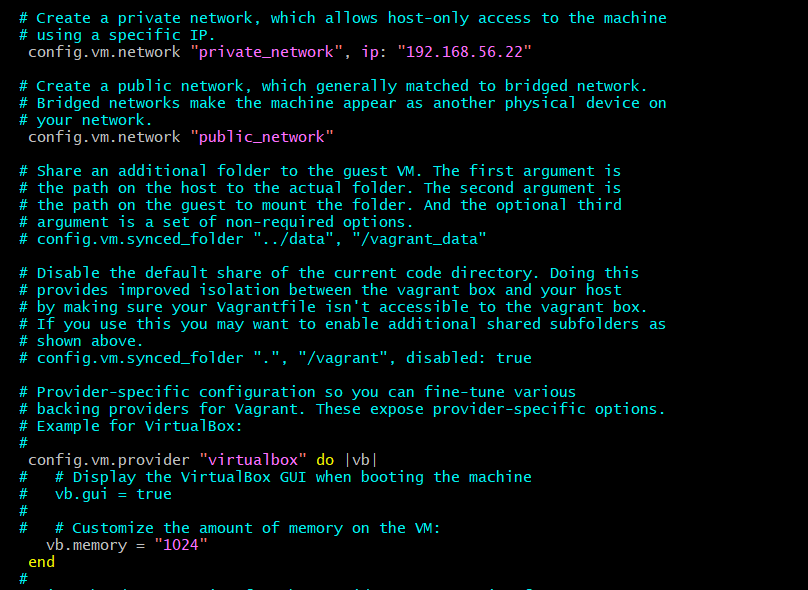 # Create a private network, which allows host-only access to the machine
# using a specific IP.
config.vm.network "private_network", ip: "192.168.56.22"
# Create a public network, which generally matched to bridged network.
# Bridged networks make the machine appear as another physical device on
# your network.
config.vm.network "public_network"
# Share an additional folder to the guest VM. The first argument is
# the path on the host to the actual folder. The second argument is
# the path on the guest to mount the folder. And the optional third
# argument is a set of non-required options.
# config.vm.synced_folder "../data", "/vagrant_data"
# Disable the default share of the current code directory. Doing this
# provides improved isolation between the vagrant box and your host
# by making sure your Vagrantfile isn't accessible to the vagrant box.
# If you use this you may want to enable additional shared subfolders as
# shown above.
# config.vm.synced_folder ".", "/vagrant", disabled: true
# Provider-specific configuration so you can fine-tune various
# backing providers for Vagrant. These expose provider-specific options.
# Example for VirtualBox:
#
config.vm.provider "virtualbox" do |vb|
#   # Display the VirtualBox GUI when booting the machine
#   vb.gui = true
#
#   # Customize the amount of memory on the VM:
vb.memory = "1024"
end
#